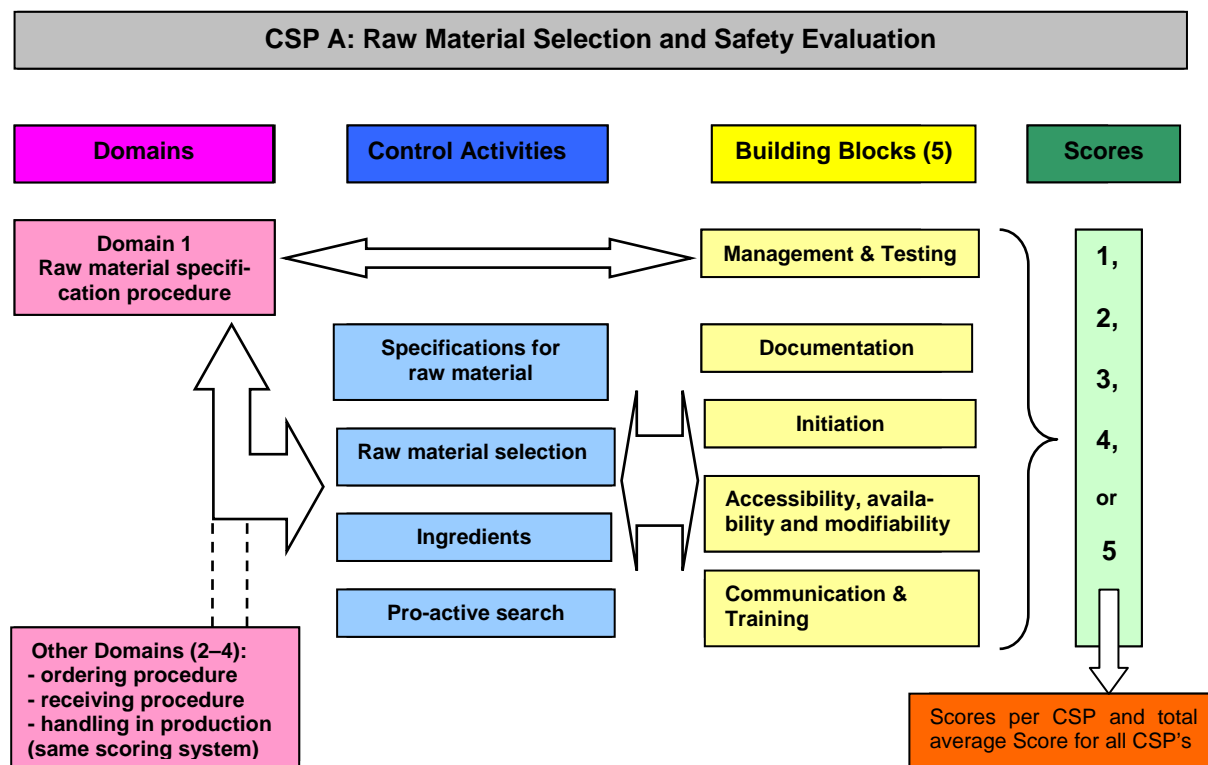 CSP A: Raw Material Selection and Safety Evaluation
Domains
Control Activities
Building Blocks (5)
Scores
Domain 1
Raw material specifi-
cation procedure
Management & Testing
Specifications for
raw material
Documentation
Raw material selection
Initiation
Ingredients
Accessibility, availa-
bility and modifiability
Pro-active search
Communication &
Training
1,
2,
3,
4,
or
5
Other Domains (2–4):
- ordering procedure
- receiving procedure
- handling in production
(same scoring system)
Scores per CSP and total
average Score for all CSP's